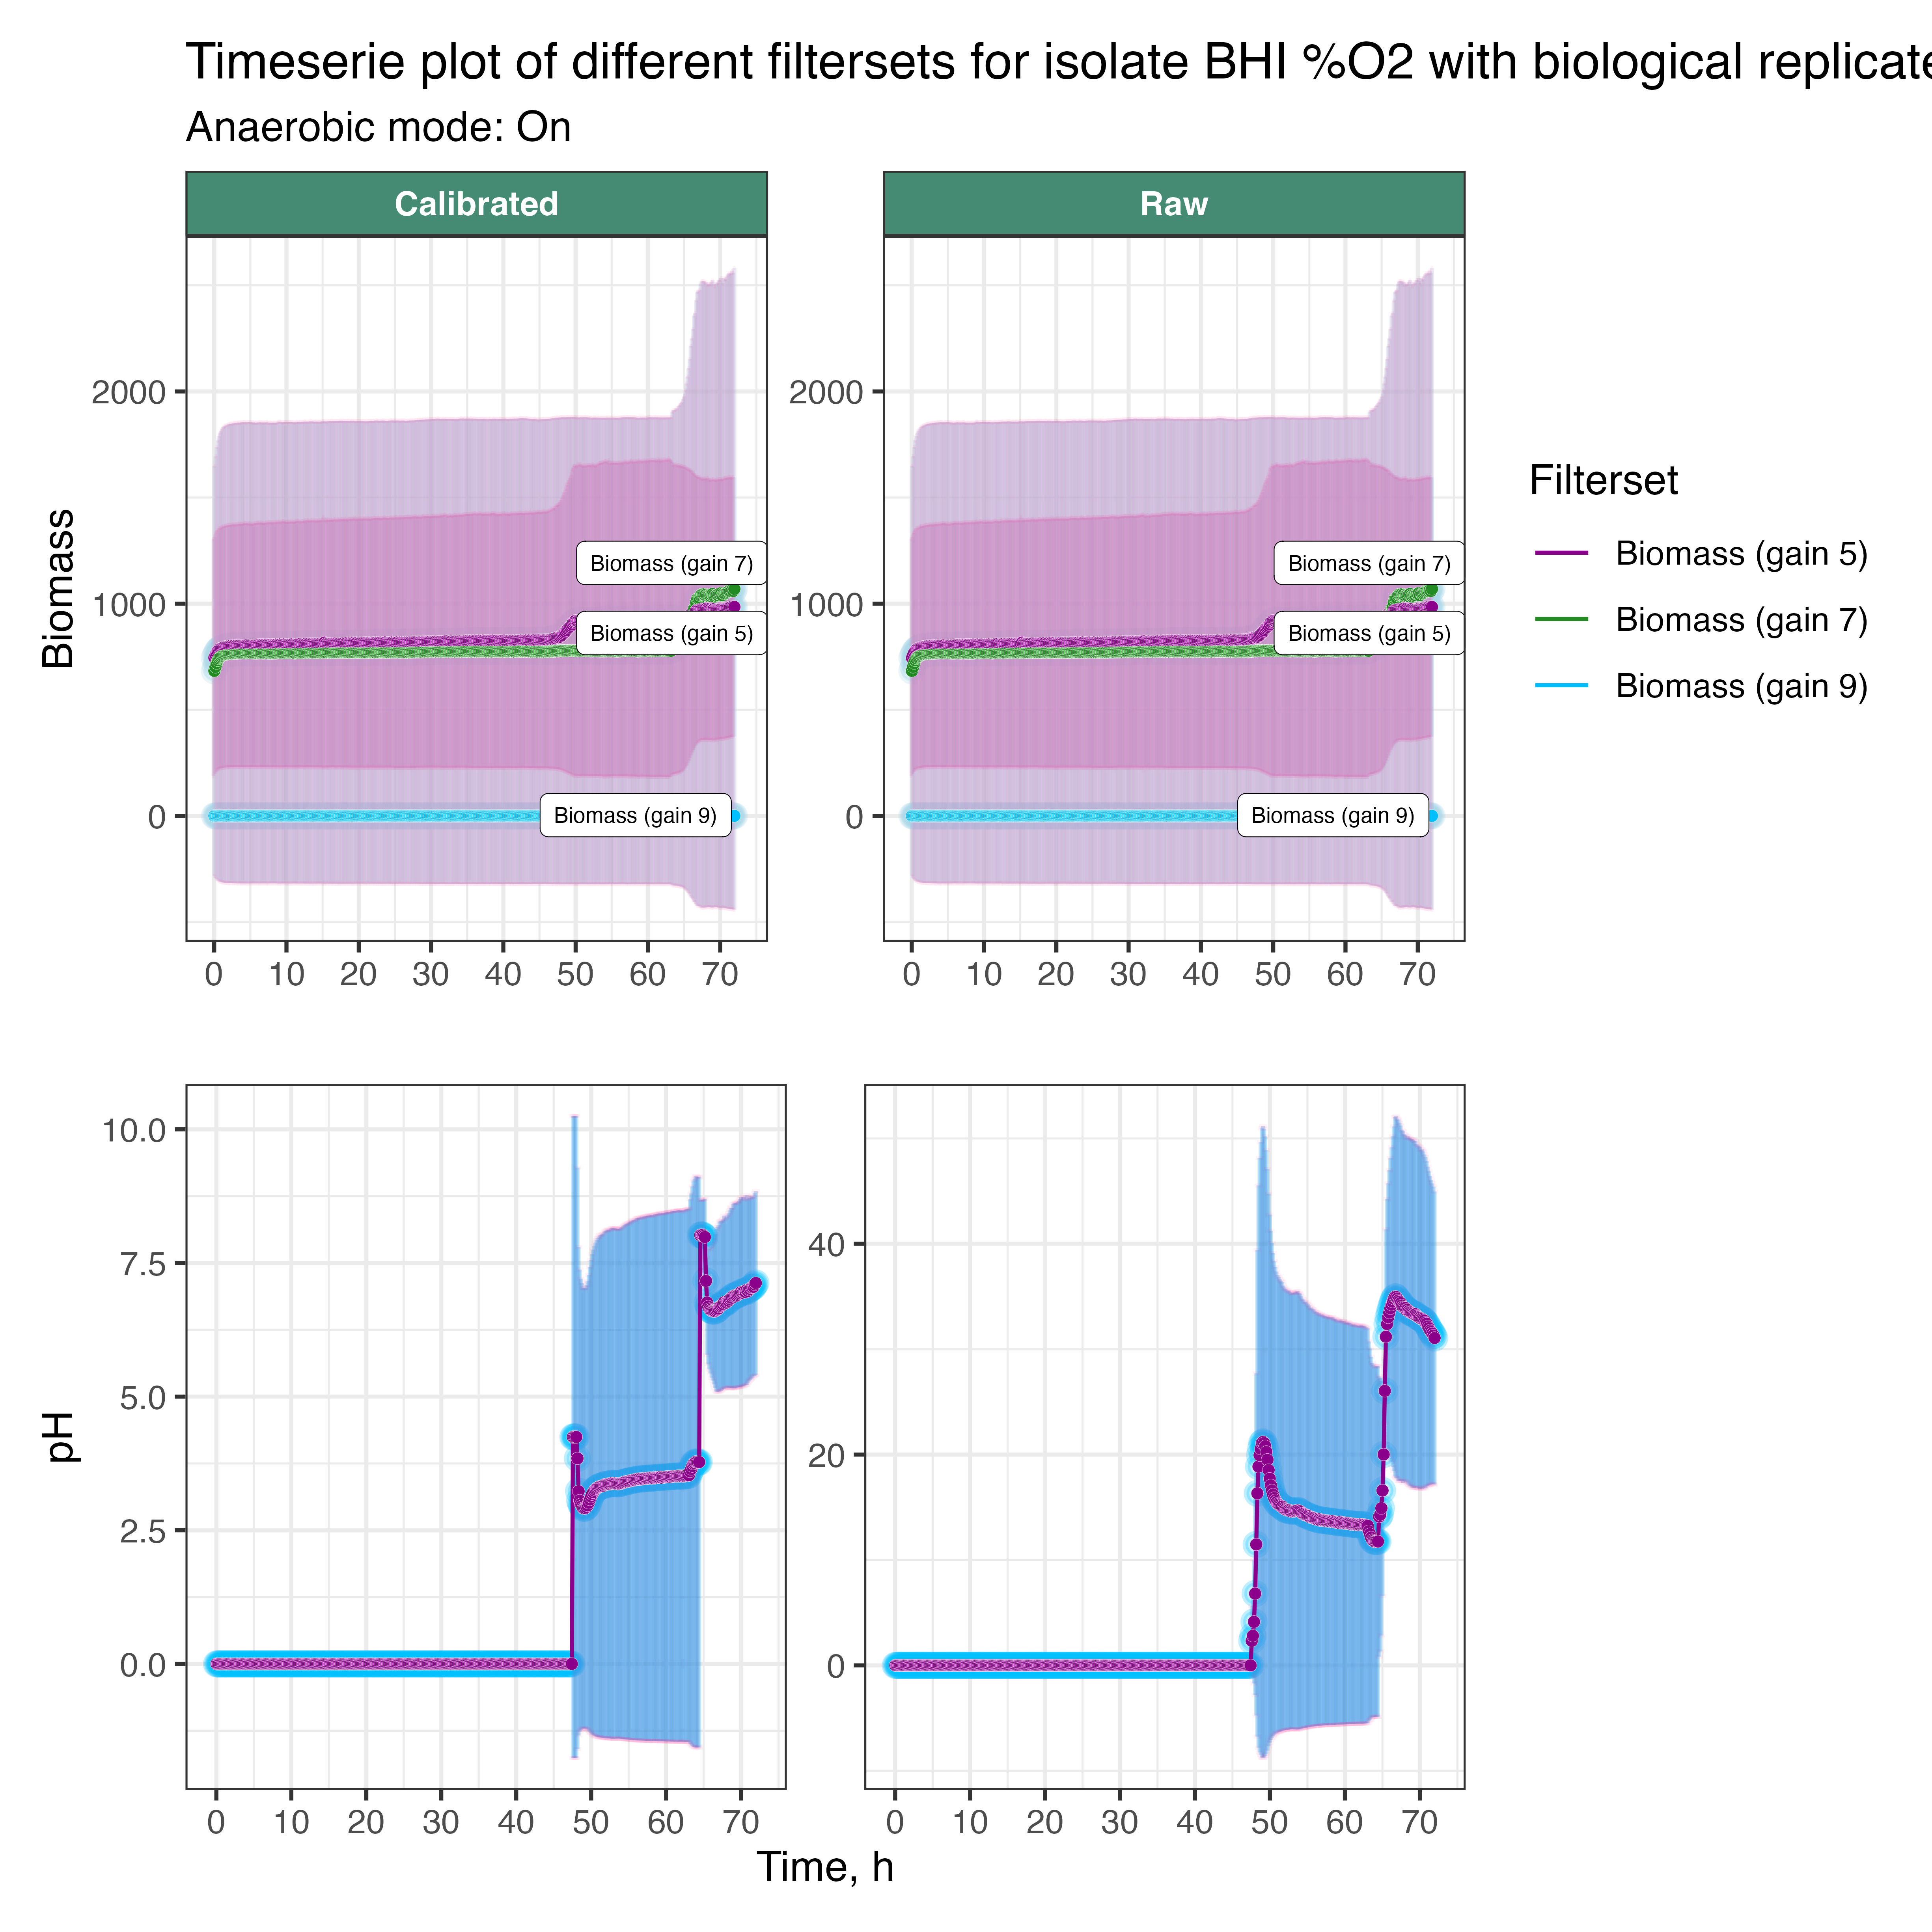 Timeserie plot of different filtersets for isolate BHI %O2 with biological replicate
Anaerobic mode: On
Calibrated
Raw
Biomass
2000
1000
0
Biomass (gain 7)
Biomass (gain 5)
Biomass (gain 9)
0 10 20 30 40 50 60 70
2000
1000
0
Biomass (gain 7)
Biomass (gain 5)
Biomass (gain 9)
0 10 20 30 40 50 60 70
Filterset
Biomass (gain 5)
Biomass (gain 7)
Biomass (gain 9)
pH
10.0
7.5
5.0
2.5
0.0
0 10 20 30 40 50 60 70
40
20
0
0 10 20 30 40 50 60 70
Time, h